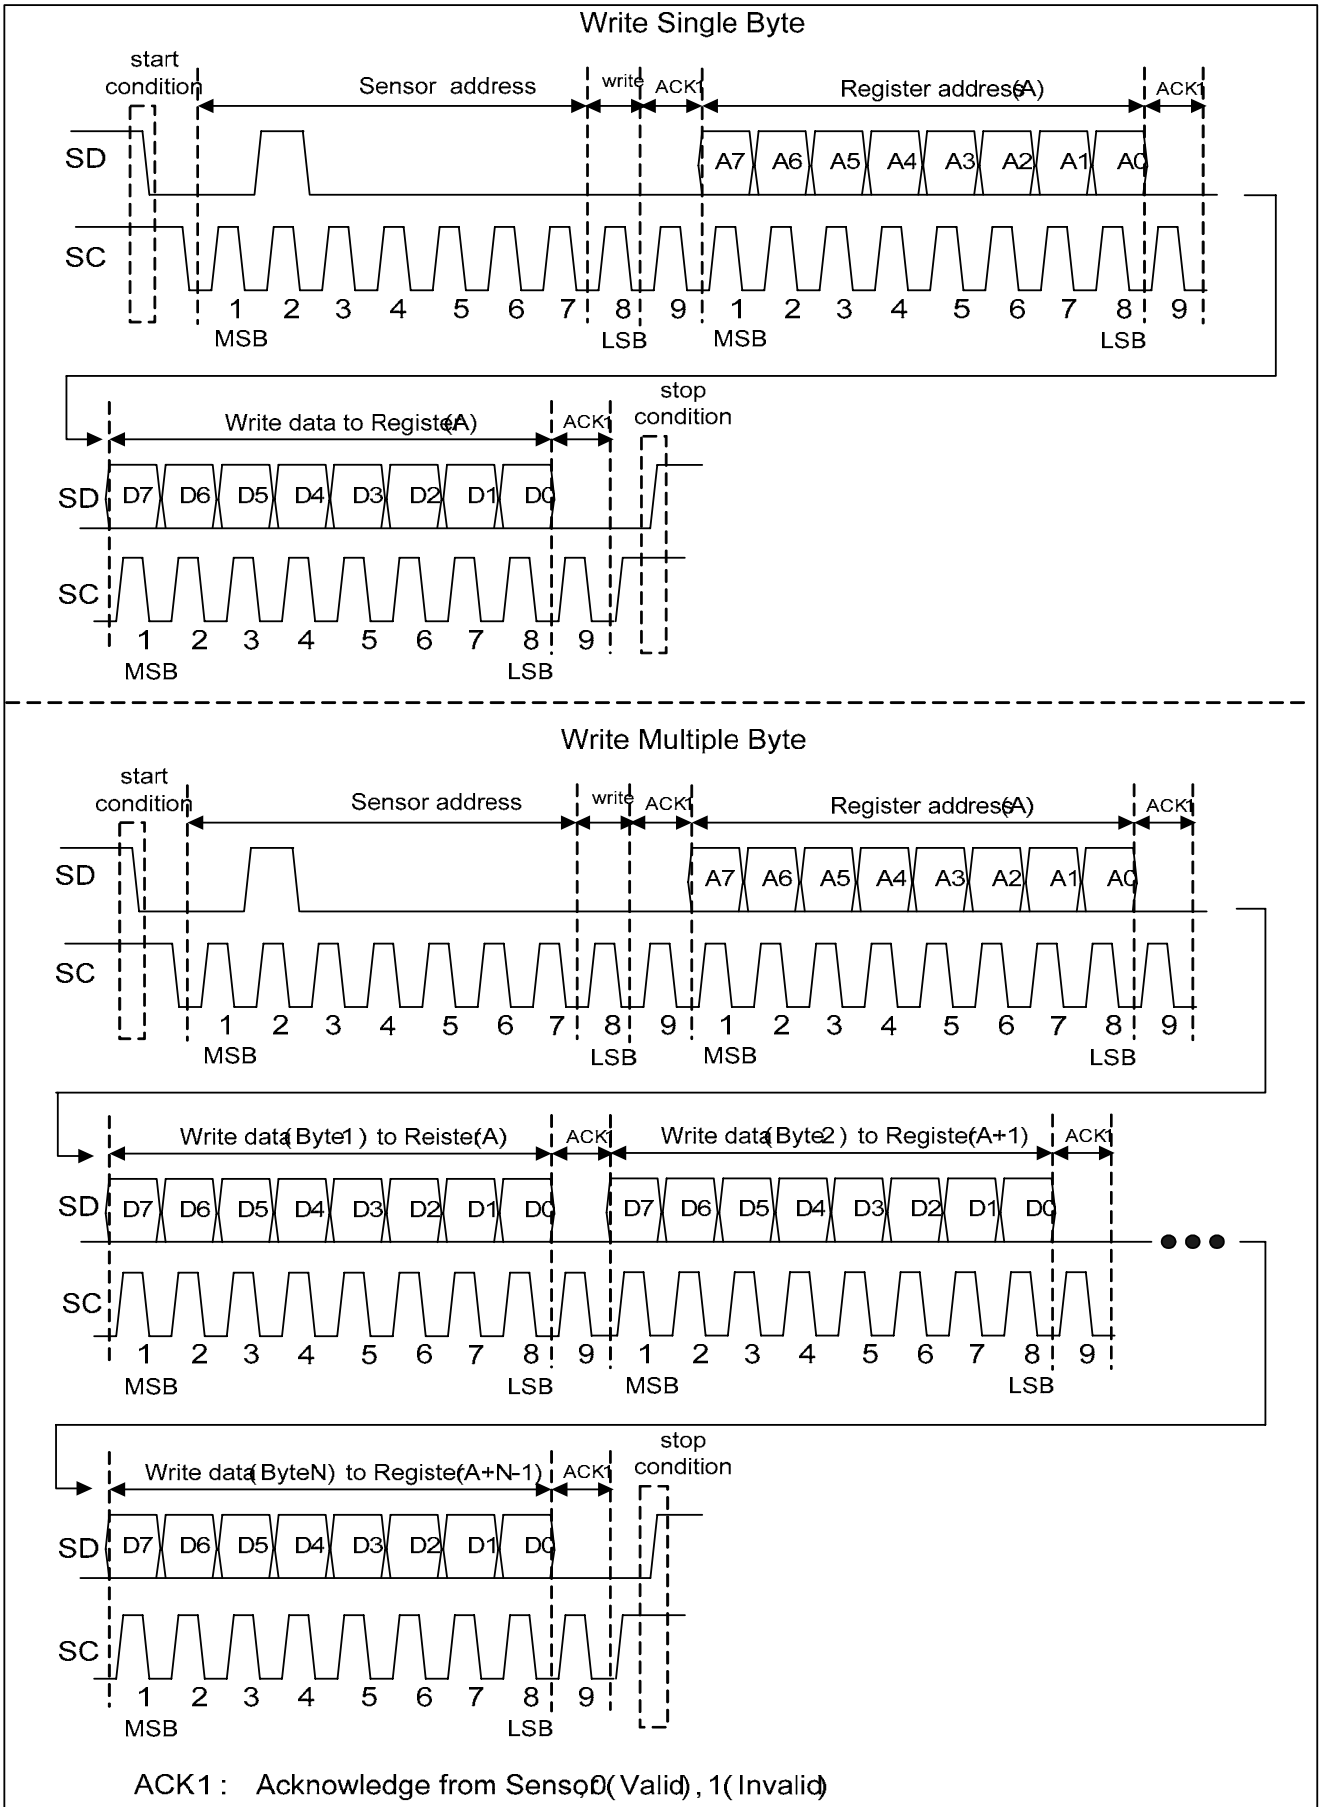 Write Single Byte
start condition
Sensor address write ACK1 Register address(A) ACK1
SD A7 A6 A5 A4 A3 A2 A1 A0
SC
1 2 3 4 5 6 7 8 9 1 2 3 4 5 6 7 8 9
MSB LSB MSB LSB
stop condition
Write data to Register(A) ACK1
SD D7 D6 D5 D4 D3 D2 D1 D0
SC
1 2 3 4 5 6 7 8 9
MSB LSB
Write Multiple Byte
start condition
Sensor address write ACK1 Register address(A) ACK1
SD A7 A6 A5 A4 A3 A2 A1 A0
SC
1 2 3 4 5 6 7 8 9 1 2 3 4 5 6 7 8 9
MSB LSB MSB LSB
Write data(Byte1) to Reister(A) ACK1 Write data(Byte2) to Register(A+1) ACK1
SD D7 D6 D5 D4 D3 D2 D1 D0 D7 D6 D5 D4 D3 D2 D1 D0
SC
1 2 3 4 5 6 7 8 9 1 2 3 4 5 6 7 8 9
MSB LSB MSB LSB
stop condition
Write data(ByteN) to Register(A+N-1) ACK1
SD D7 D6 D5 D4 D3 D2 D1 D0
SC
1 2 3 4 5 6 7 8 9
MSB LSB
ACK1 : Acknowledge from Sensor,0(Valid), 1(Invalid)